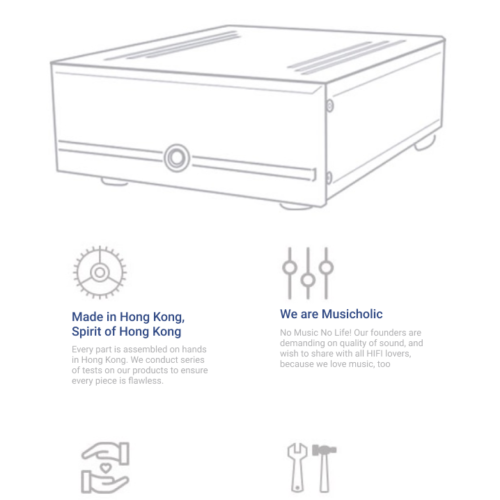 Made in Hong Kong,
Spirit of Hong Kong
Every part is assembled on hands
in Hong Kong. We conduct series
of tests on our products to ensure
every piece is flawless.
We are Musicholic
No Music No Life! Our founders are
demanding on quality of sound, and
wish to share with all HIFI lovers,
because we love music, too